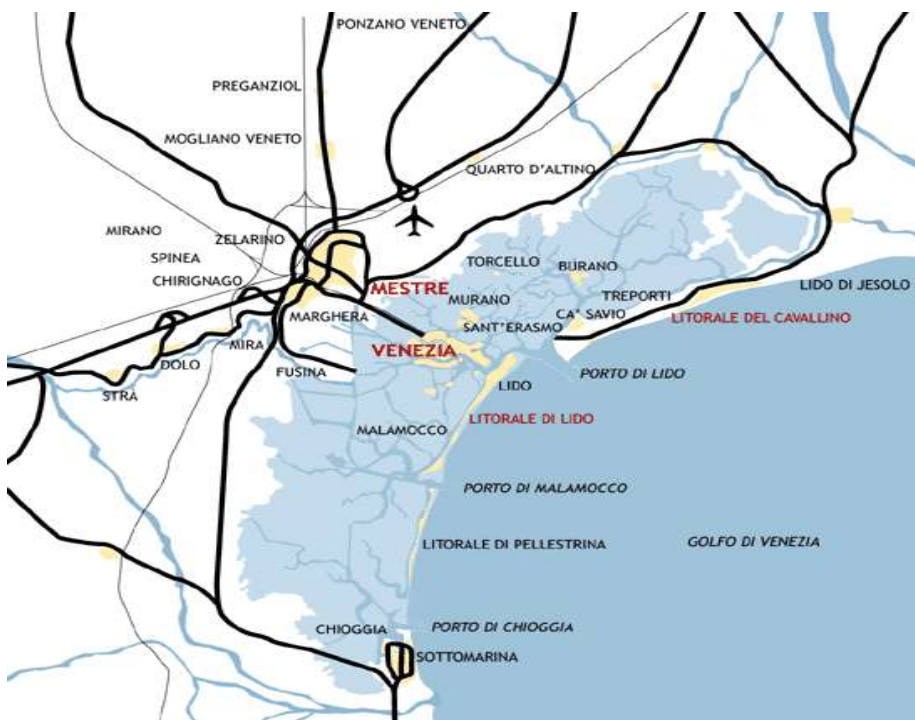 PONZANO VENETO
PREGANZIOL
MOGLIANO VENETO
QUARTO D'ALTINO
MIRANO
ZELARINO
SPINEA
TORCELLO
BURANO
CHIRIGNAGO
LIDO DI JESOLO
MESTRE
TREPORTI
MURANO
CA' SAVIO
MARGHERA
LITORALE DEL CAVALLINO
SANT'ERASMO
MIRA
VENEZIA
DOLO
FUSINA
PORTO DI LIDO
LIDO
STRÀ
LITORALE DI LIDO
MALAMOCCO
PORTO DI MALAMOCCO
LITORALE DI PELLESTRINA
GOLFO DI VENEZIA
CHIOGGIA
PORTO DI CHIOGGIA
SOTTOMARINA